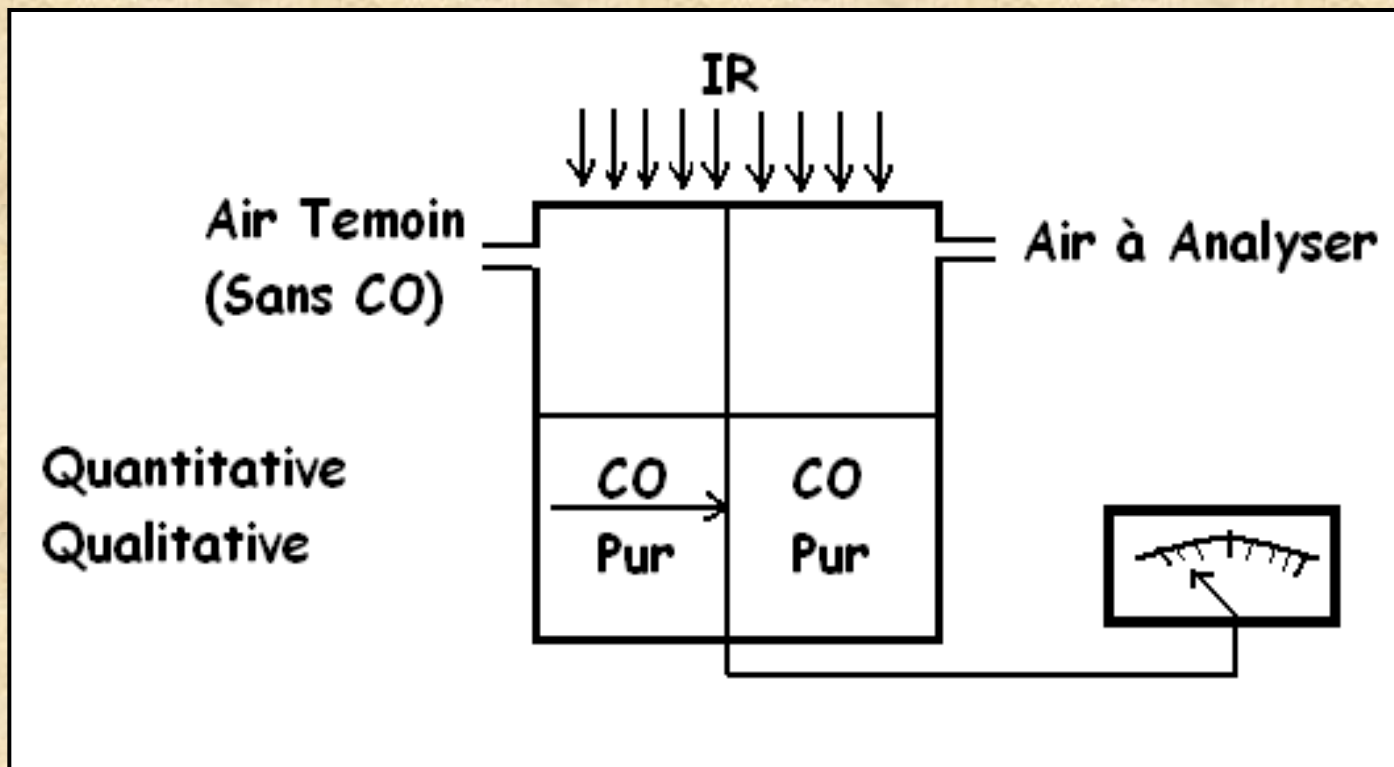 IR
Air Temoin
(Sans CO)
Air à Analyser
Quantitative
Qualitative
CO
Pur
CO
Pur